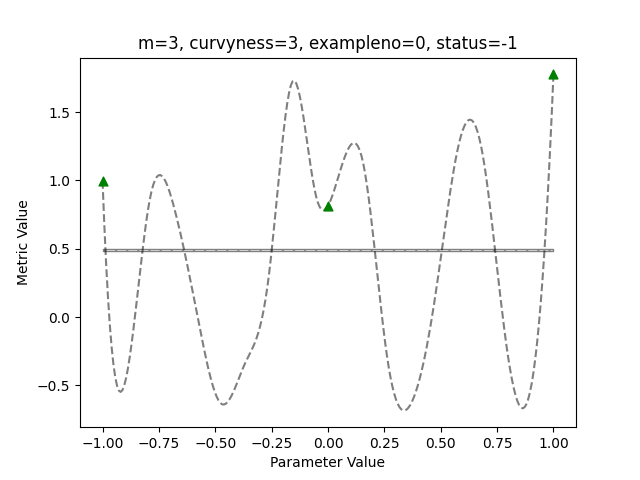 m=3, curvyness=3, exampleno=0, status=-1
Metric Value
1.5
1.0
0.5
0.0
−0.5
−1.00 −0.75 −0.50 −0.25 0.00 0.25 0.50 0.75 1.00
Parameter Value